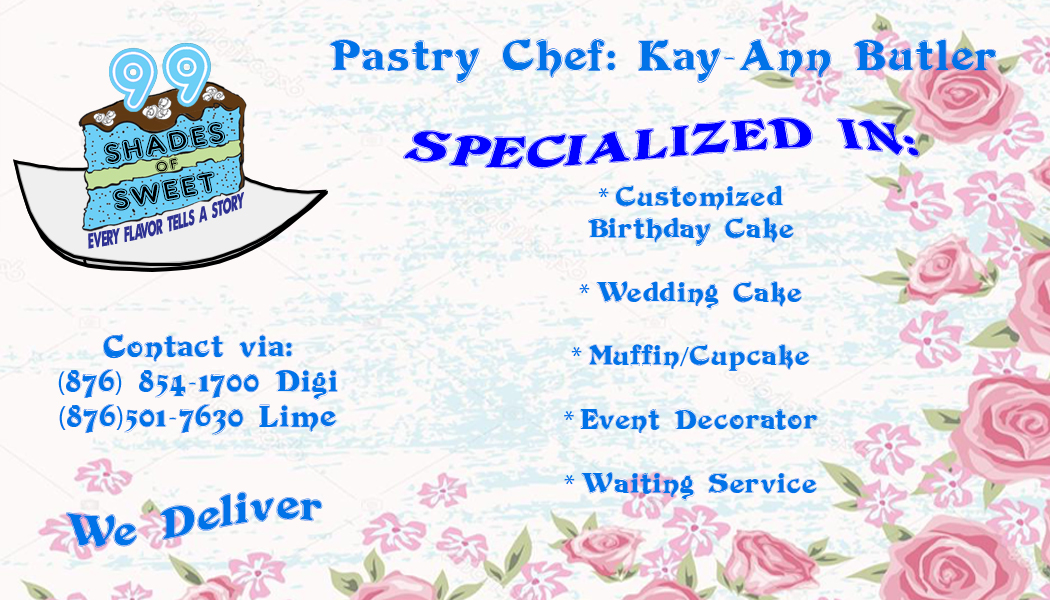 Pastry Chef: Kay-Ann Butler
99
SHADES
OF
SWEET
EVERY FLAVOR TELLS A STORY
SPECIALIZED IN:
* Customized
Birthday Cake
* Wedding Cake
* Muffin/Cupcake
* Event Decorator
* Waiting Service
Contact via:
(876) 854-1700 Digi
(876)501-7630 Lime
We Deliver